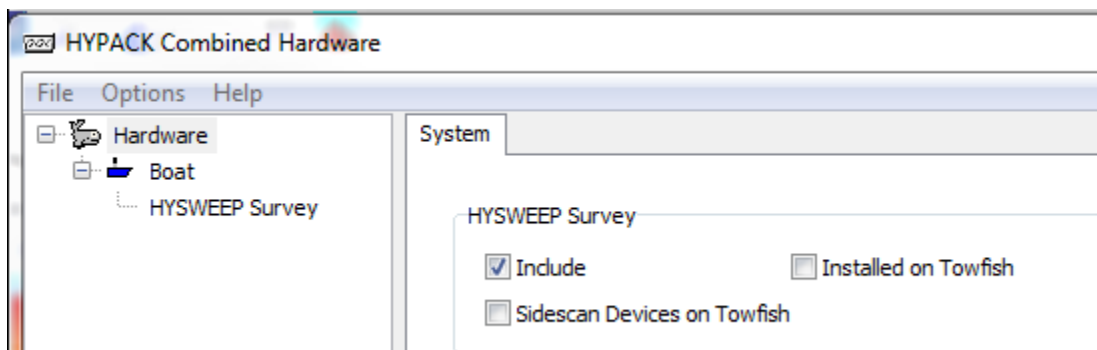 HYPACK Combined Hardware
File Options Help
Hardware
Boat
HYSWEEP Survey
System
HYSWEEP Survey
Include
Installed on Towfish
Sidescan Devices on Towfish